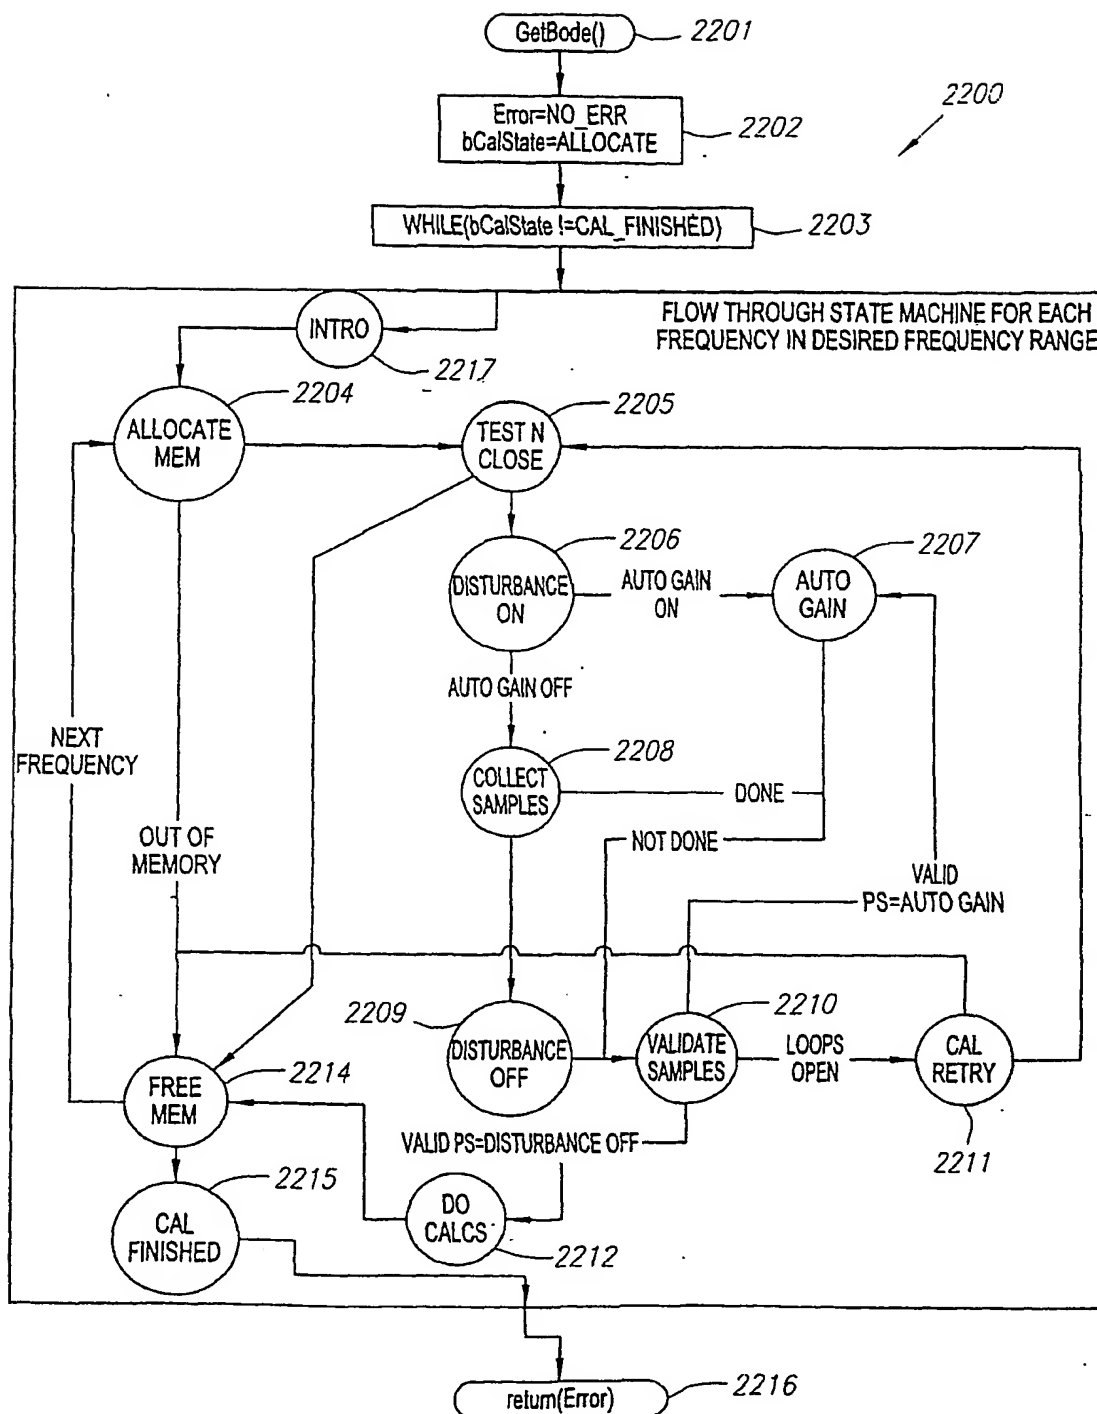 GetBode()
2201
2200
Error=NO_ERR
bCalState=ALLOCATE
2202
WHILE(bCalState !=CAL_FINISHED)
2203
FLOW THROUGH STATE MACHINE FOR EACH
FREQUENCY IN DESIRED FREQUENCY RANGE
INTRO
2217
2204
ALLOCATE
MEM
2205
TEST N
CLOSE
2206
DISTURBANCE
ON
AUTO GAIN
ON
2207
AUTO
GAIN
AUTO GAIN OFF
NEXT
FREQUENCY
2208
COLLECT
SAMPLES
DONE
NOT DONE
OUT OF
MEMORY
VALID
PS=AUTO GAIN
2209
DISTURBANCE
OFF
2210
VALIDATE
SAMPLES
LOOPS
OPEN
CAL
RETRY
2211
2214
FREE
MEM
VALID PS=DISTURBANCE OFF
2215
CAL
FINISHED
DO
CALCS
2212
return(Error)
2216